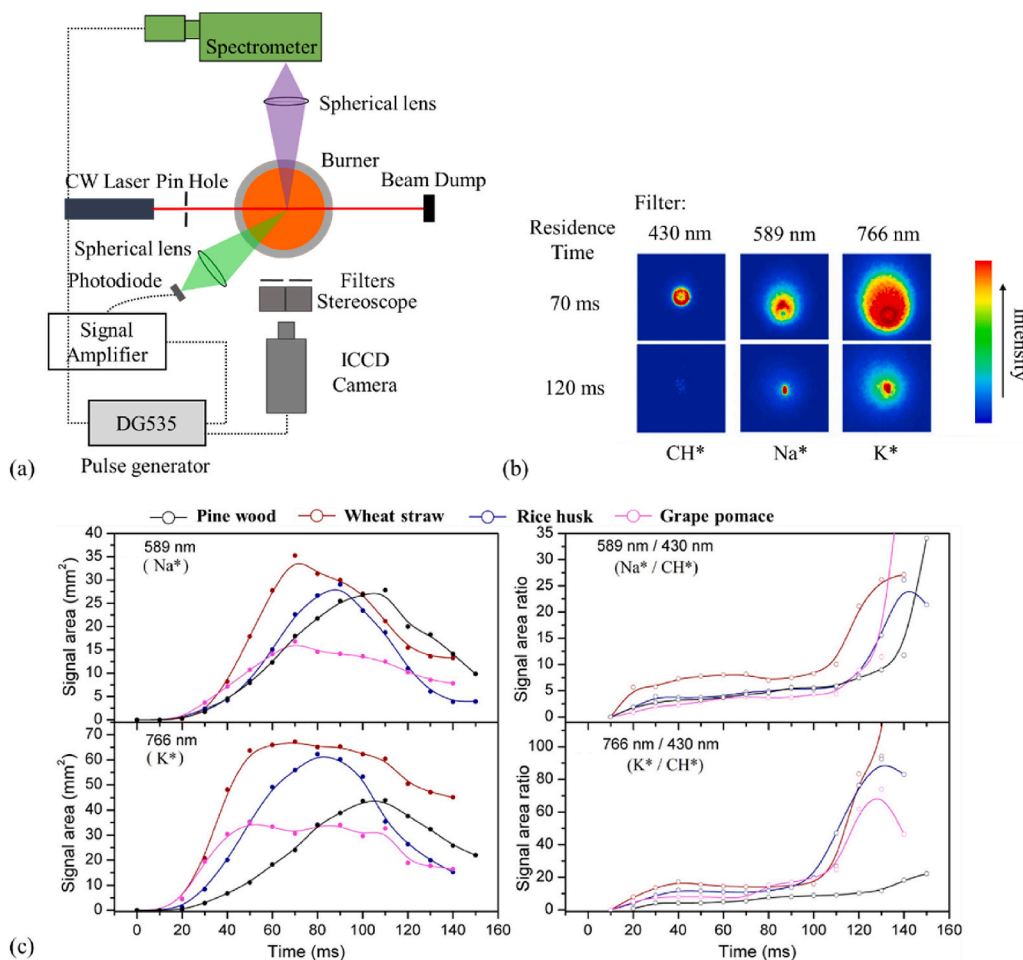 Spectrometer
Spherical lens
Burner
CW Laser Pin Hole
Beam Dump
Spherical lens
Photodiode
Filters
Stereoscope
Signal
Amplifier
ICCD
Camera
DG535
Pulse generator
(a)
Filter:
Residence
Time
430 nm 589 nm 766 nm
70 ms
120 ms
Intensity
CH* Na* K*
(b)
Pine wood Wheat straw Rice husk Grape pomace
589 nm
( Na*)
Signal area (mm²)
40
35
30
25
20
15
10
5
0
589 nm / 430 nm
(Na* / CH*)
Signal area ratio
35
30
25
20
15
10
5
0
766 nm
( K*)
Signal area (mm²)
70
60
50
40
30
20
10
0
0 20 40 60 80 100 120 140 160
Time (ms)
766 nm / 430 nm
(K* / CH*)
Signal area ratio
100
80
60
40
20
0
0 20 40 60 80 100 120 140 160
Time (ms)
(c)